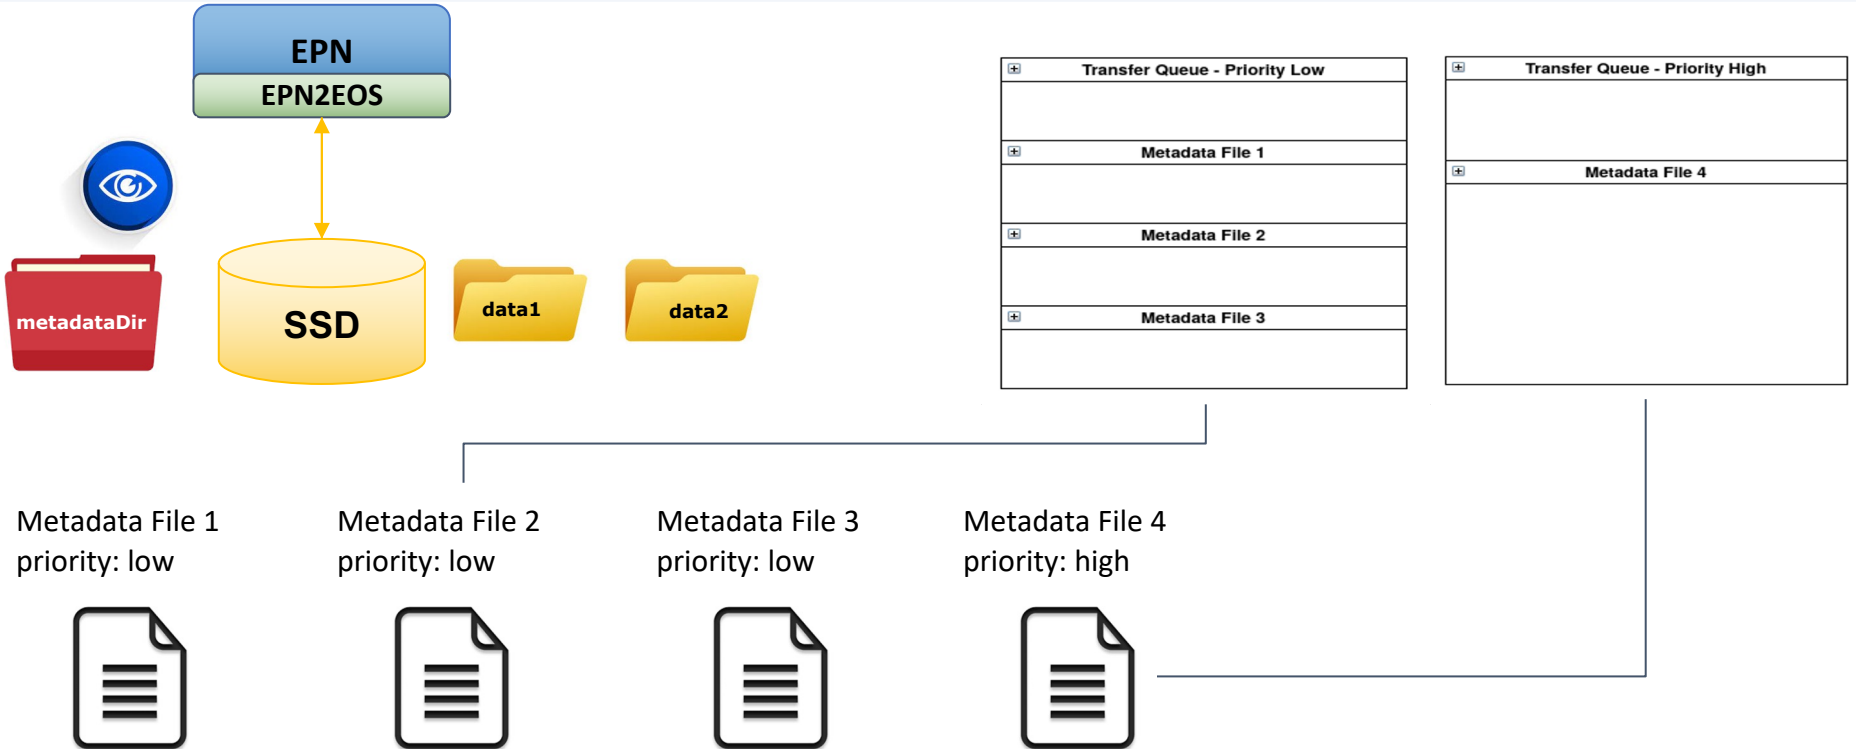 EPN
EPN2EOS
metadataDir
SSD
data1
data2
Transfer Queue - Priority Low
Metadata File 1
Metadata File 2
Metadata File 3
Transfer Queue - Priority High
Metadata File 4
Metadata File 1
priority: low
Metadata File 2
priority: low
Metadata File 3
priority: low
Metadata File 4
priority: high